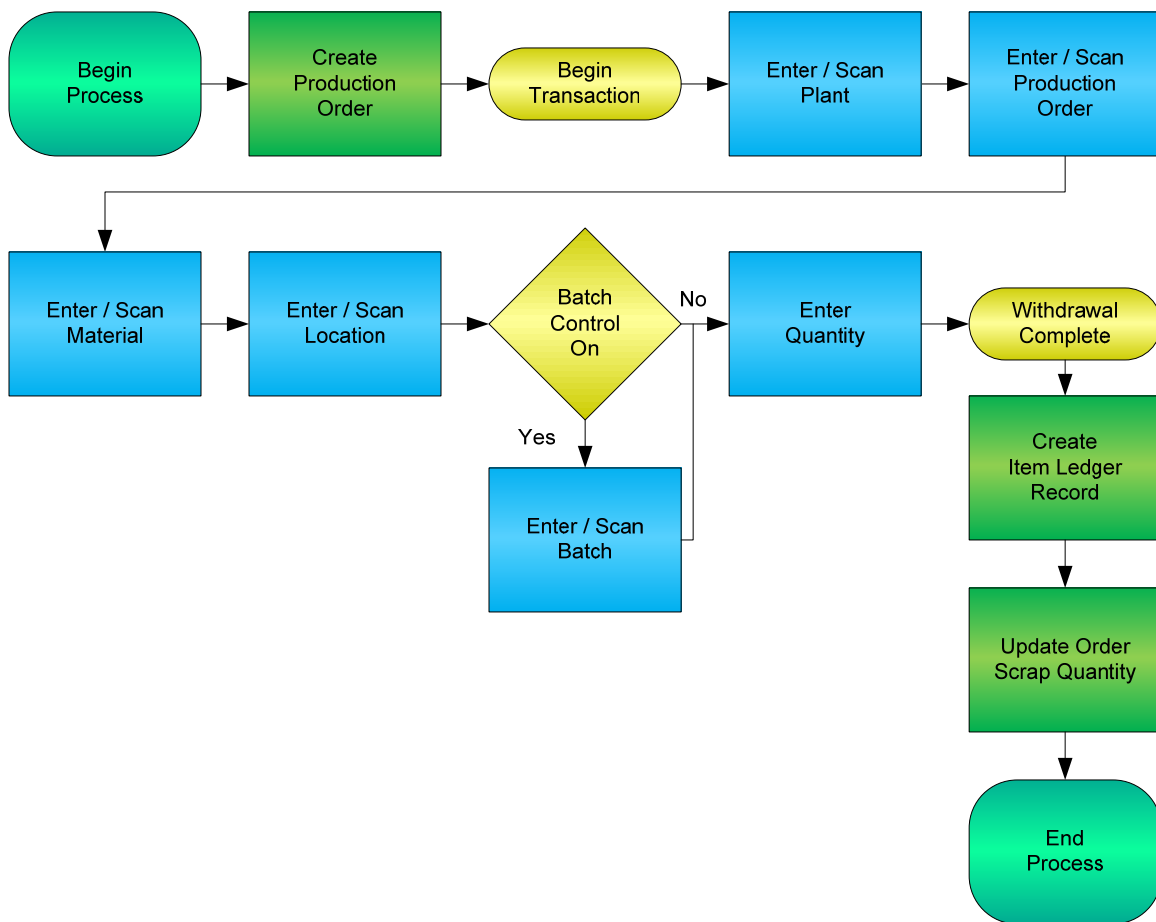 Begin
Process
Create
Production
Order
Begin
Transaction
Enter / Scan
Plant
Enter / Scan
Production
Order
Enter / Scan
Material
Enter / Scan
Location
Batch
Control
On
No
Enter
Quantity
Withdrawal
Complete
Yes
Enter / Scan
Batch
Create
Item Ledger
Record
Update Order
Scrap Quantity
End
Process